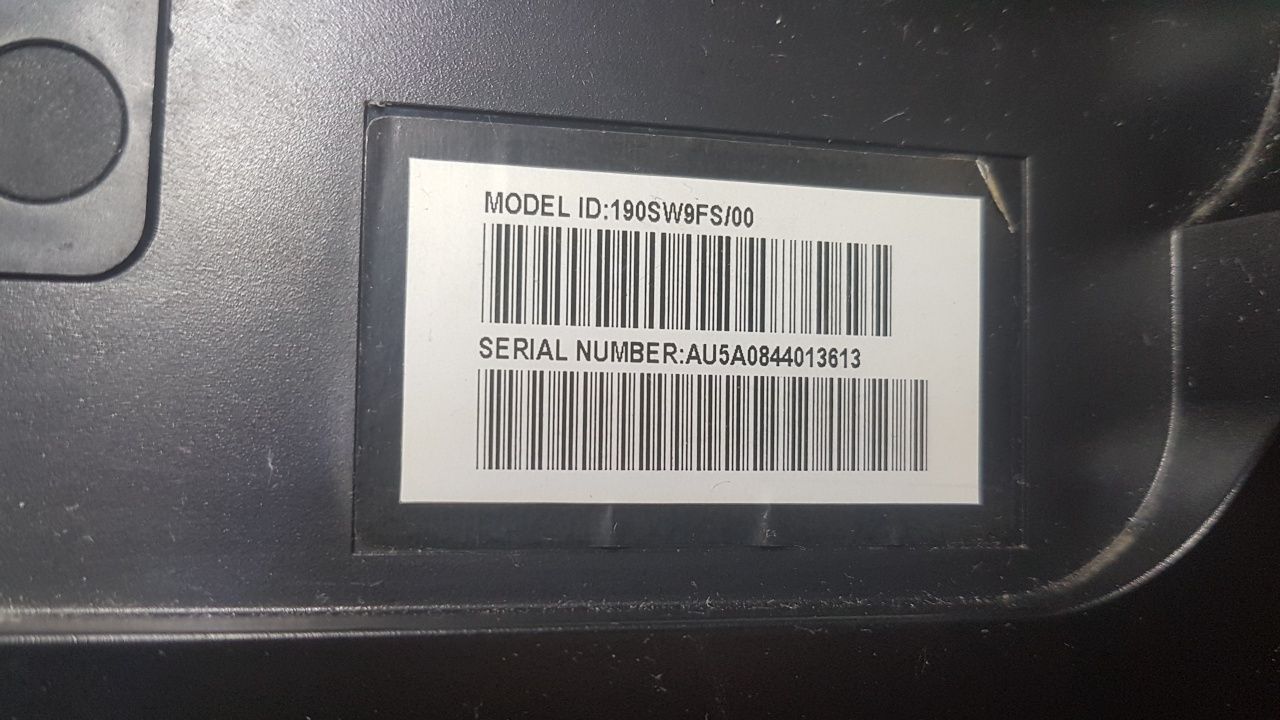 MODEL ID:190SW9FS/00
SERIAL NUMBER:AU5A0844013613